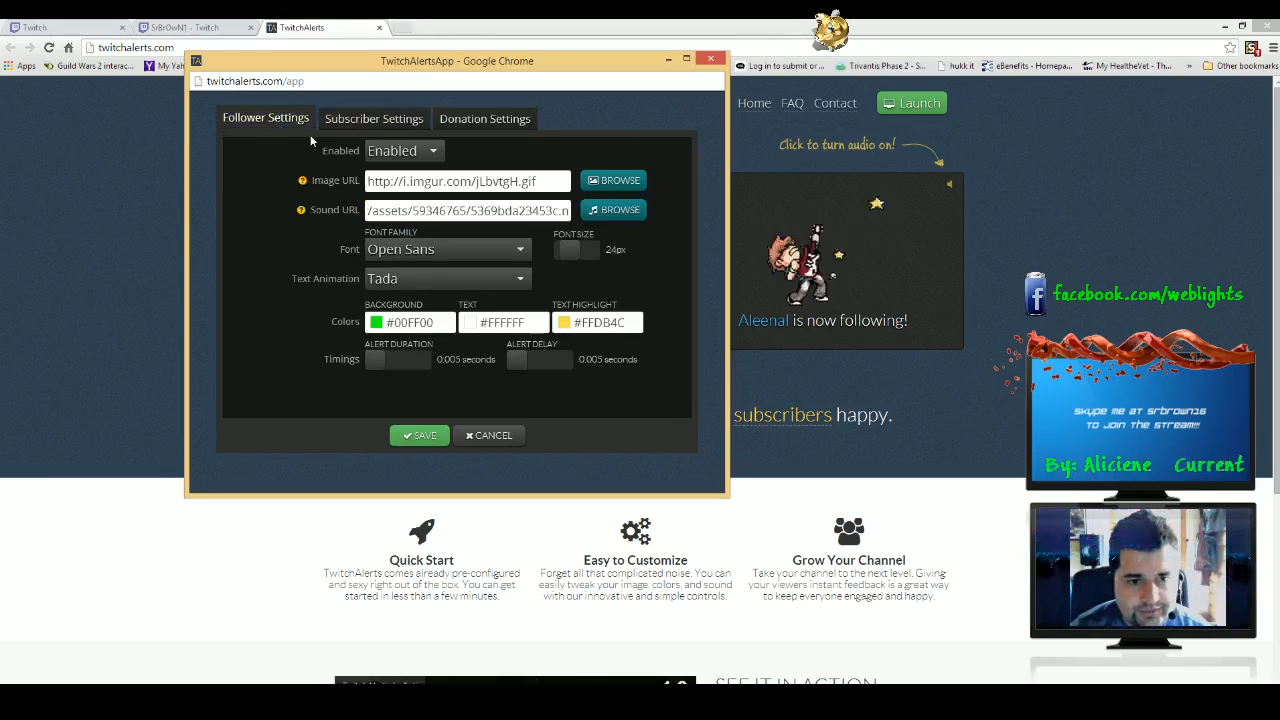 Twitch
SrBrOwN1 - Twitch
TwitchAlerts
twitchalerts.com
Apps
Guild Wars 2 interac...
My Yah
Log in to submit or ...
Trivantis Phase 2 - S...
hukk it
eBenefits - Homepa...
My HealtheVet - Th...
Other bookmarks
TwitchAlertsApp - Google Chrome
twitchalerts.com/app
Follower Settings
Subscriber Settings
Donation Settings
Enabled
Enabled
Image URL
http://i.imgur.com/jLbvtgH.gif
BROWSE
Sound URL
/assets/59346765/5369bda23453c.n
BROWSE
FONT FAMILY
FONT SIZE
Font
Open Sans
24px
Text Animation
Tada
BACKGROUND
TEXT
TEXT HIGHLIGHT
Colors
#00FF00
#FFFFFF
#FFDB4C
ALERT DURATION
ALERT DELAY
Timings
0.005 seconds
0.005 seconds
SAVE
CANCEL
Home
FAQ
Contact
Launch
Click to turn audio on!
Aleenal is now following!
subscribers happy.
facebook.com/weblights
SKYPE ME AT SRBROWN16
TO JOIN THE STREAM!!!
By: Aliciene Current
Quick Start
TwitchAlerts comes already pre-configured
and sexy right out of the box. You can get
started in less than a few minutes.
Easy to Customize
Forget all that complicated noise. You can
easily tweak your image, colors, and sound
with our innovative and simple controls.
Grow Your Channel
Take your channel to the next level. Giving
your viewers instant feedback is a great way
to keep everyone engaged and happy.
SEE IT IN ACTION